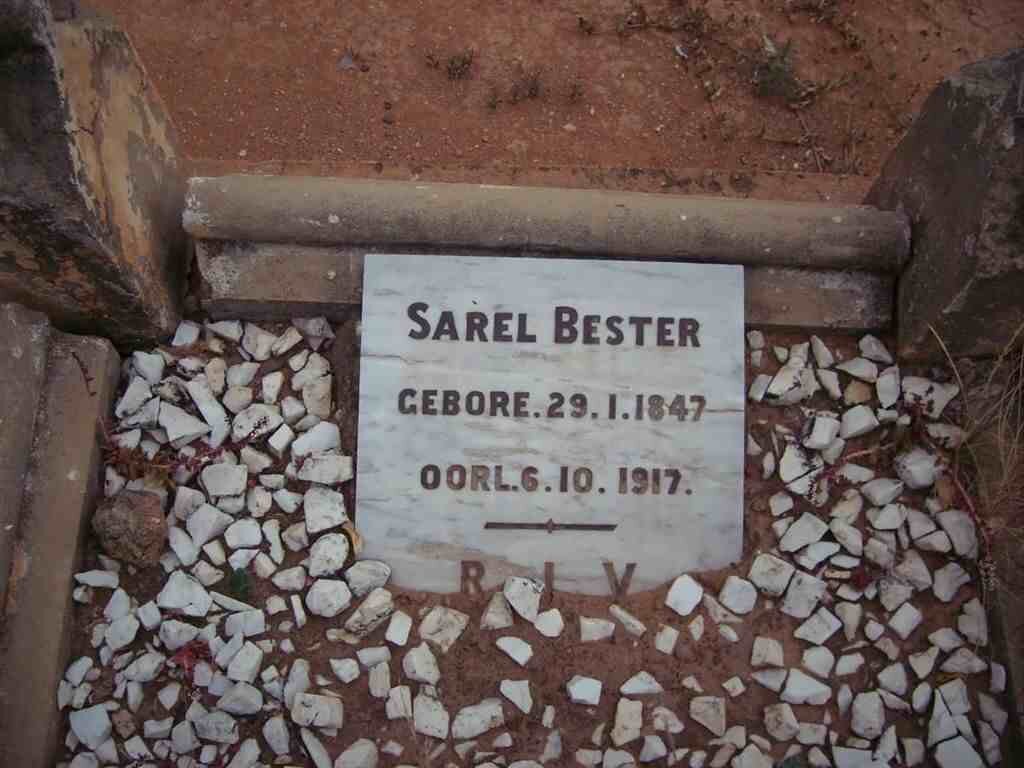 SAREL BESTER
GEBORE. 29. 1. 1847
OORL. 6. 10. 1917.
R I V